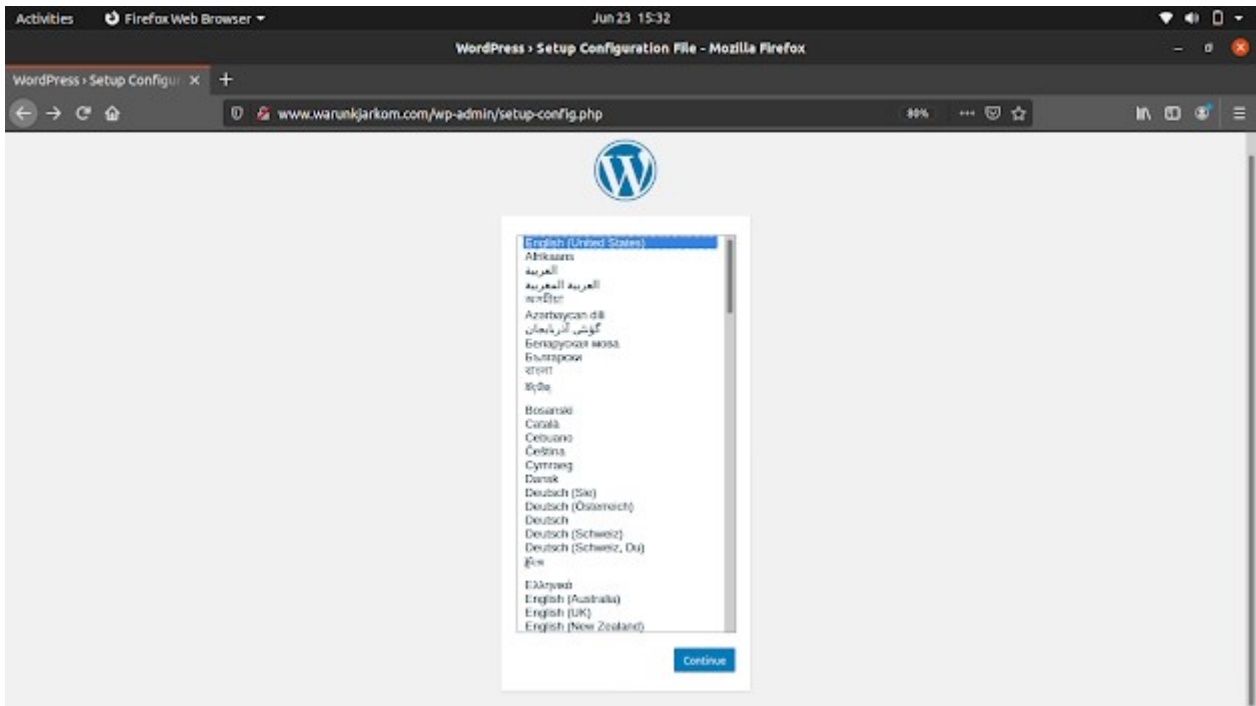 Activities Firefox Web Browser Jun 23 15:32
WordPress › Setup Configuration File - Mozilla Firefox
WordPress › Setup Configur
www.warunkjarkom.com/wp-admin/setup-config.php 80%
English (United States)
Afrikaans
العربية
العربية المغربية
অসমীয়া
Azərbaycan dili
گؤنئی آذربایجان
Беларуская мова
Български
বাংলা
Bosanski
Català
Cebuano
Čeština
Cymraeg
Dansk
Deutsch (Sie)
Deutsch (Österreich)
Deutsch
Deutsch (Schweiz)
Deutsch (Schweiz, Du)
Ελληνικά
English (Australia)
English (UK)
English (New Zealand)
Continue